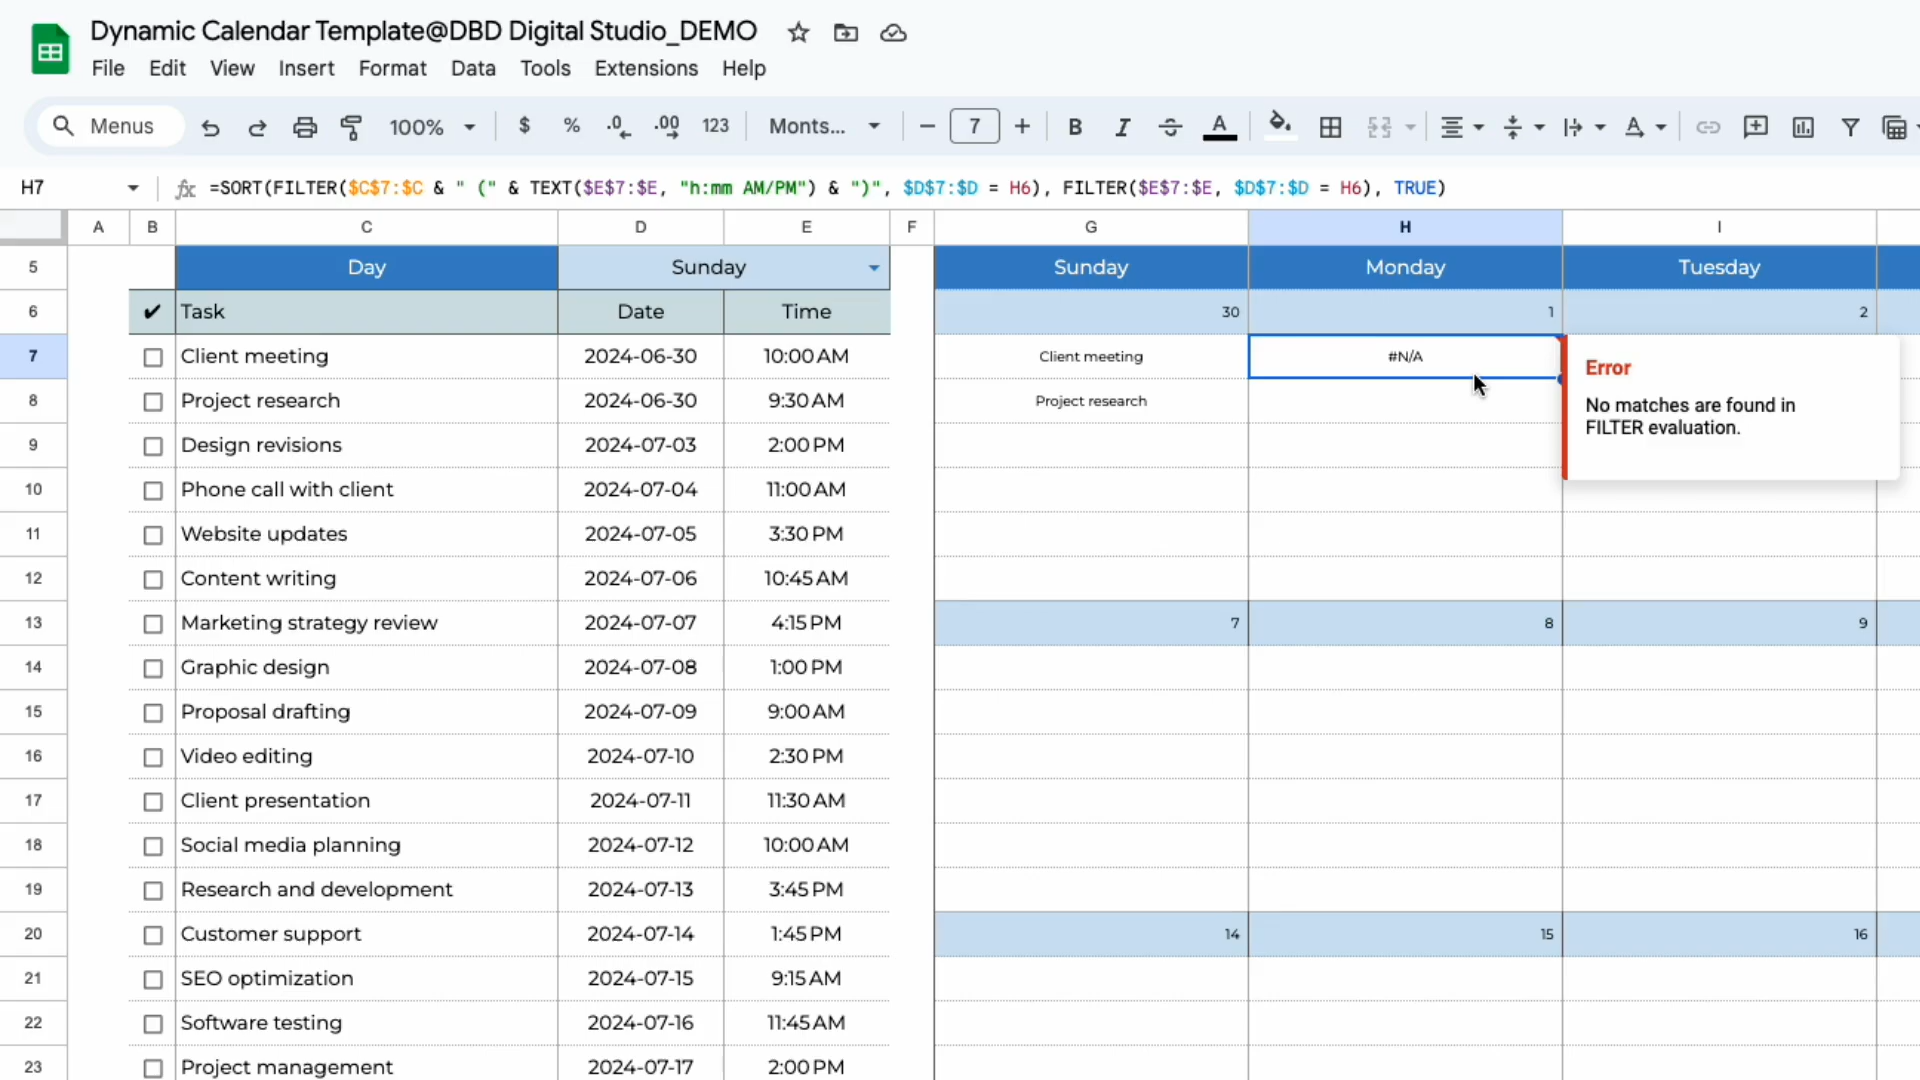 Dynamic Calendar Template@DBD Digital Studio_DEMO
File Edit View Insert Format Data Tools Extensions Help
Menus 100% $ % .0 .00 123 Monts... 7 B I S A A
H7 fx =SORT(FILTER($C$7:$C & " (" & TEXT($E$7:$E, "h:mm AM/PM") & ")", $D$7:$D = H6), FILTER($E$7:$E, $D$7:$D = H6), TRUE)
A B C D E F G H I
5 Day Sunday Sunday Monday Tuesday
6 ✔ Task Date Time 30 1 2
7 Client meeting 2024-06-30 10:00 AM Client meeting #N/A
Error
No matches are found in
FILTER evaluation.
8 Project research 2024-06-30 9:30 AM Project research
9 Design revisions 2024-07-03 2:00 PM
10 Phone call with client 2024-07-04 11:00 AM
11 Website updates 2024-07-05 3:30 PM
12 Content writing 2024-07-06 10:45 AM
13 Marketing strategy review 2024-07-07 4:15 PM 7 8 9
14 Graphic design 2024-07-08 1:00 PM
15 Proposal drafting 2024-07-09 9:00 AM
16 Video editing 2024-07-10 2:30 PM
17 Client presentation 2024-07-11 11:30 AM
18 Social media planning 2024-07-12 10:00 AM
19 Research and development 2024-07-13 3:45 PM
20 Customer support 2024-07-14 1:45 PM 14 15 16
21 SEO optimization 2024-07-15 9:15 AM
22 Software testing 2024-07-16 11:45 AM
23 Project management 2024-07-17 2:00 PM